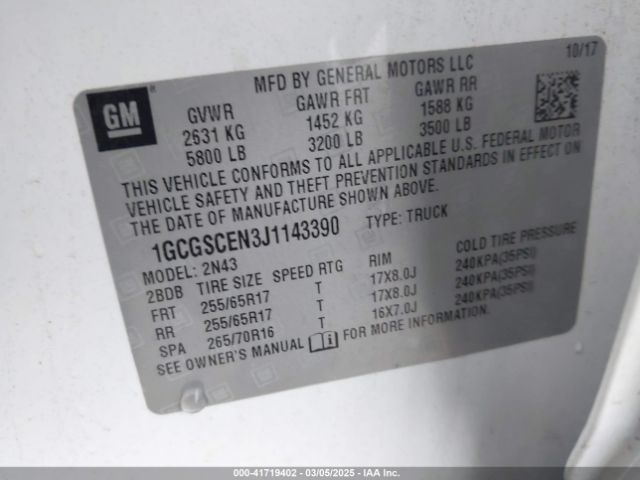 10/17
MFD BY GENERAL MOTORS LLC
GM
GVWR GAWR FRT GAWR RR
2631 KG 1452 KG 1588 KG
5800 LB 3200 LB 3500 LB
THIS VEHICLE CONFORMS TO ALL APPLICABLE U.S. FEDERAL MOTOR
VEHICLE SAFETY AND THEFT PREVENTION STANDARDS IN EFFECT ON
THE DATE OF MANUFACTURE SHOWN ABOVE.
1GCGSCEN3J1143390 TYPE: TRUCK
MODEL: 2N43
2BDB TIRE SIZE SPEED RTG RIM COLD TIRE PRESSURE
FRT 255/65R17 T 17X8.0J 240KPA(35PSI)
RR 255/65R17 T 17X8.0J 240KPA(35PSI)
SPA 265/70R16 T 16X7.0J 240KPA(35PSI)
SEE OWNER'S MANUAL FOR MORE INFORMATION.
000-41719402 - 03/05/2025 - IAA Inc.